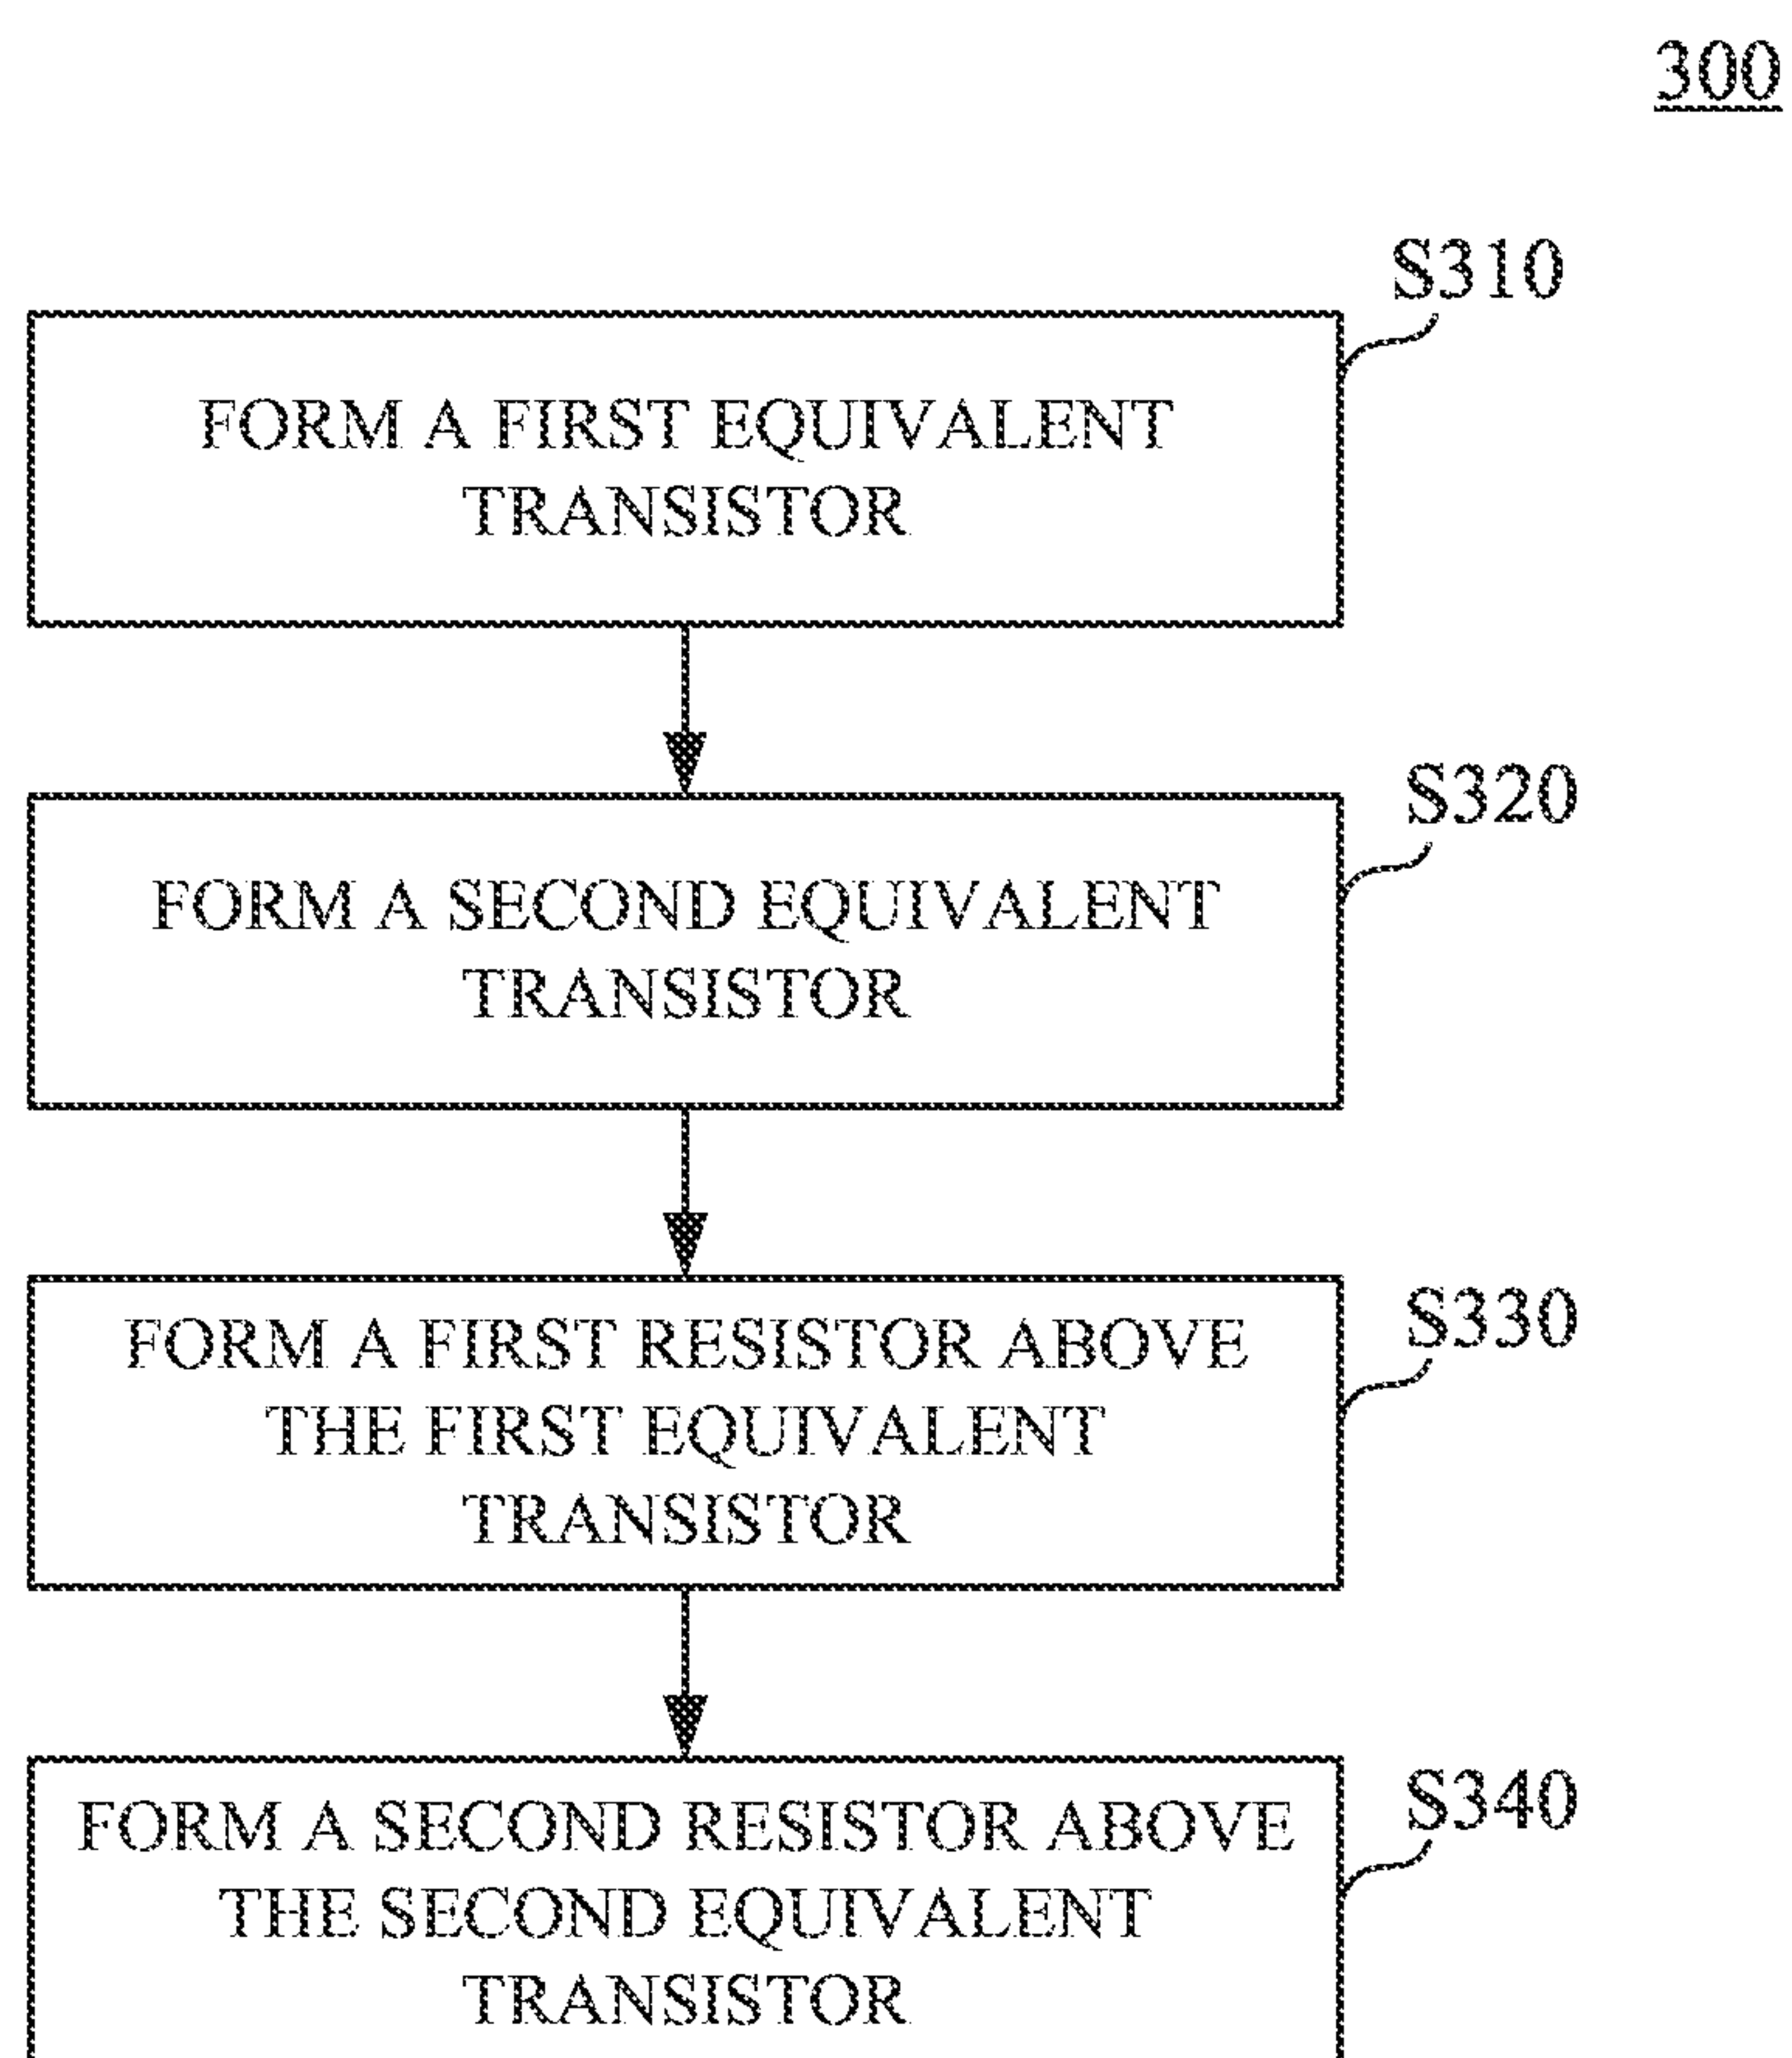 300
S310
FORM A FIRST EQUIVALENT
TRANSISTOR
S320
FORM A SECOND EQUIVALENT
TRANSISTOR
S330
FORM A FIRST RESISTOR ABOVE
THE FIRST EQUIVALENT
TRANSISTOR
S340
FORM A SECOND RESISTOR ABOVE
THE SECOND EQUIVALENT
TRANSISTOR